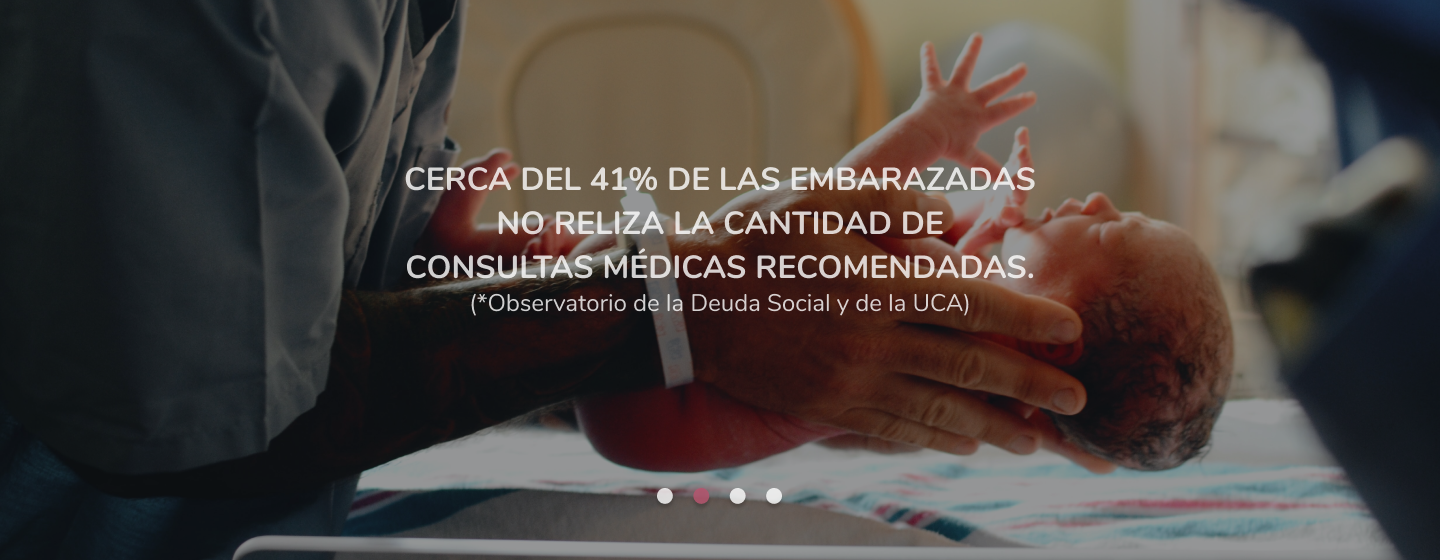 CERCA DEL 41% DE LAS EMBARAZADAS
NO RELIZA LA CANTIDAD DE
CONSULTAS MÉDICAS RECOMENDADAS.
(*Observatorio de la Deuda Social y de la UCA)